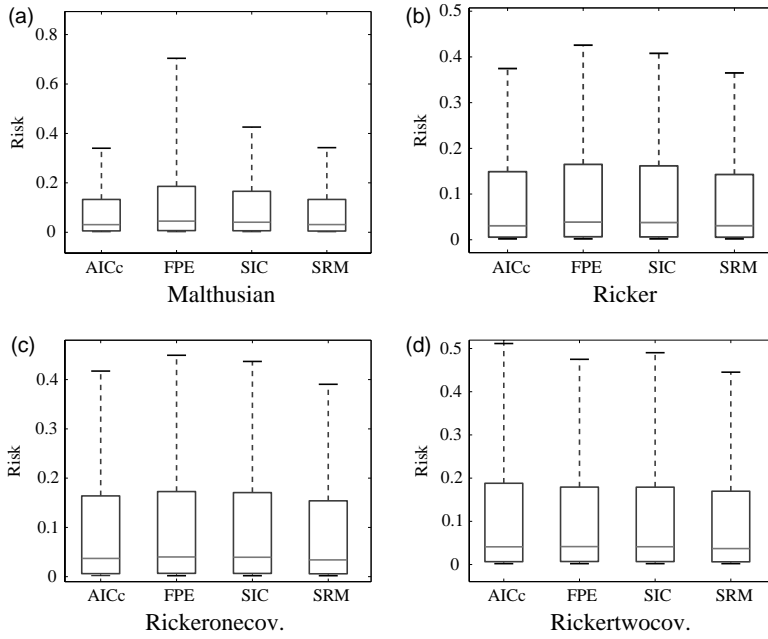 (a)
0.8
0.6
0.4
0.2
0
Risk
AICc FPE SIC SRM
Malthusian
(b)
0.5
0.4
0.3
0.2
0.1
0
Risk
AICc FPE SIC SRM
Ricker
(c)
0.4
0.3
0.2
0.1
0
Risk
AICc FPE SIC SRM
Rickeronecov.
(d)
0.5
0.4
0.3
0.2
0.1
0
Risk
AICc FPE SIC SRM
Rickertwocov.